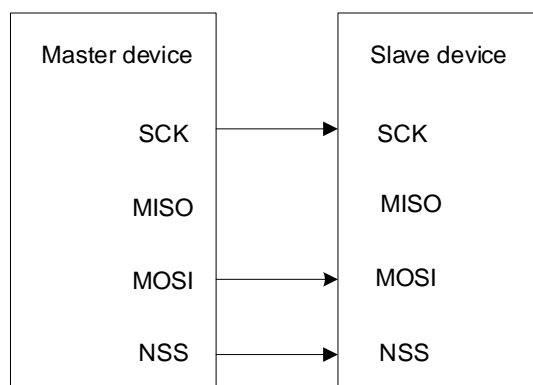 Master device Slave device
SCK SCK
MISO MISO
MOSI MOSI
NSS NSS